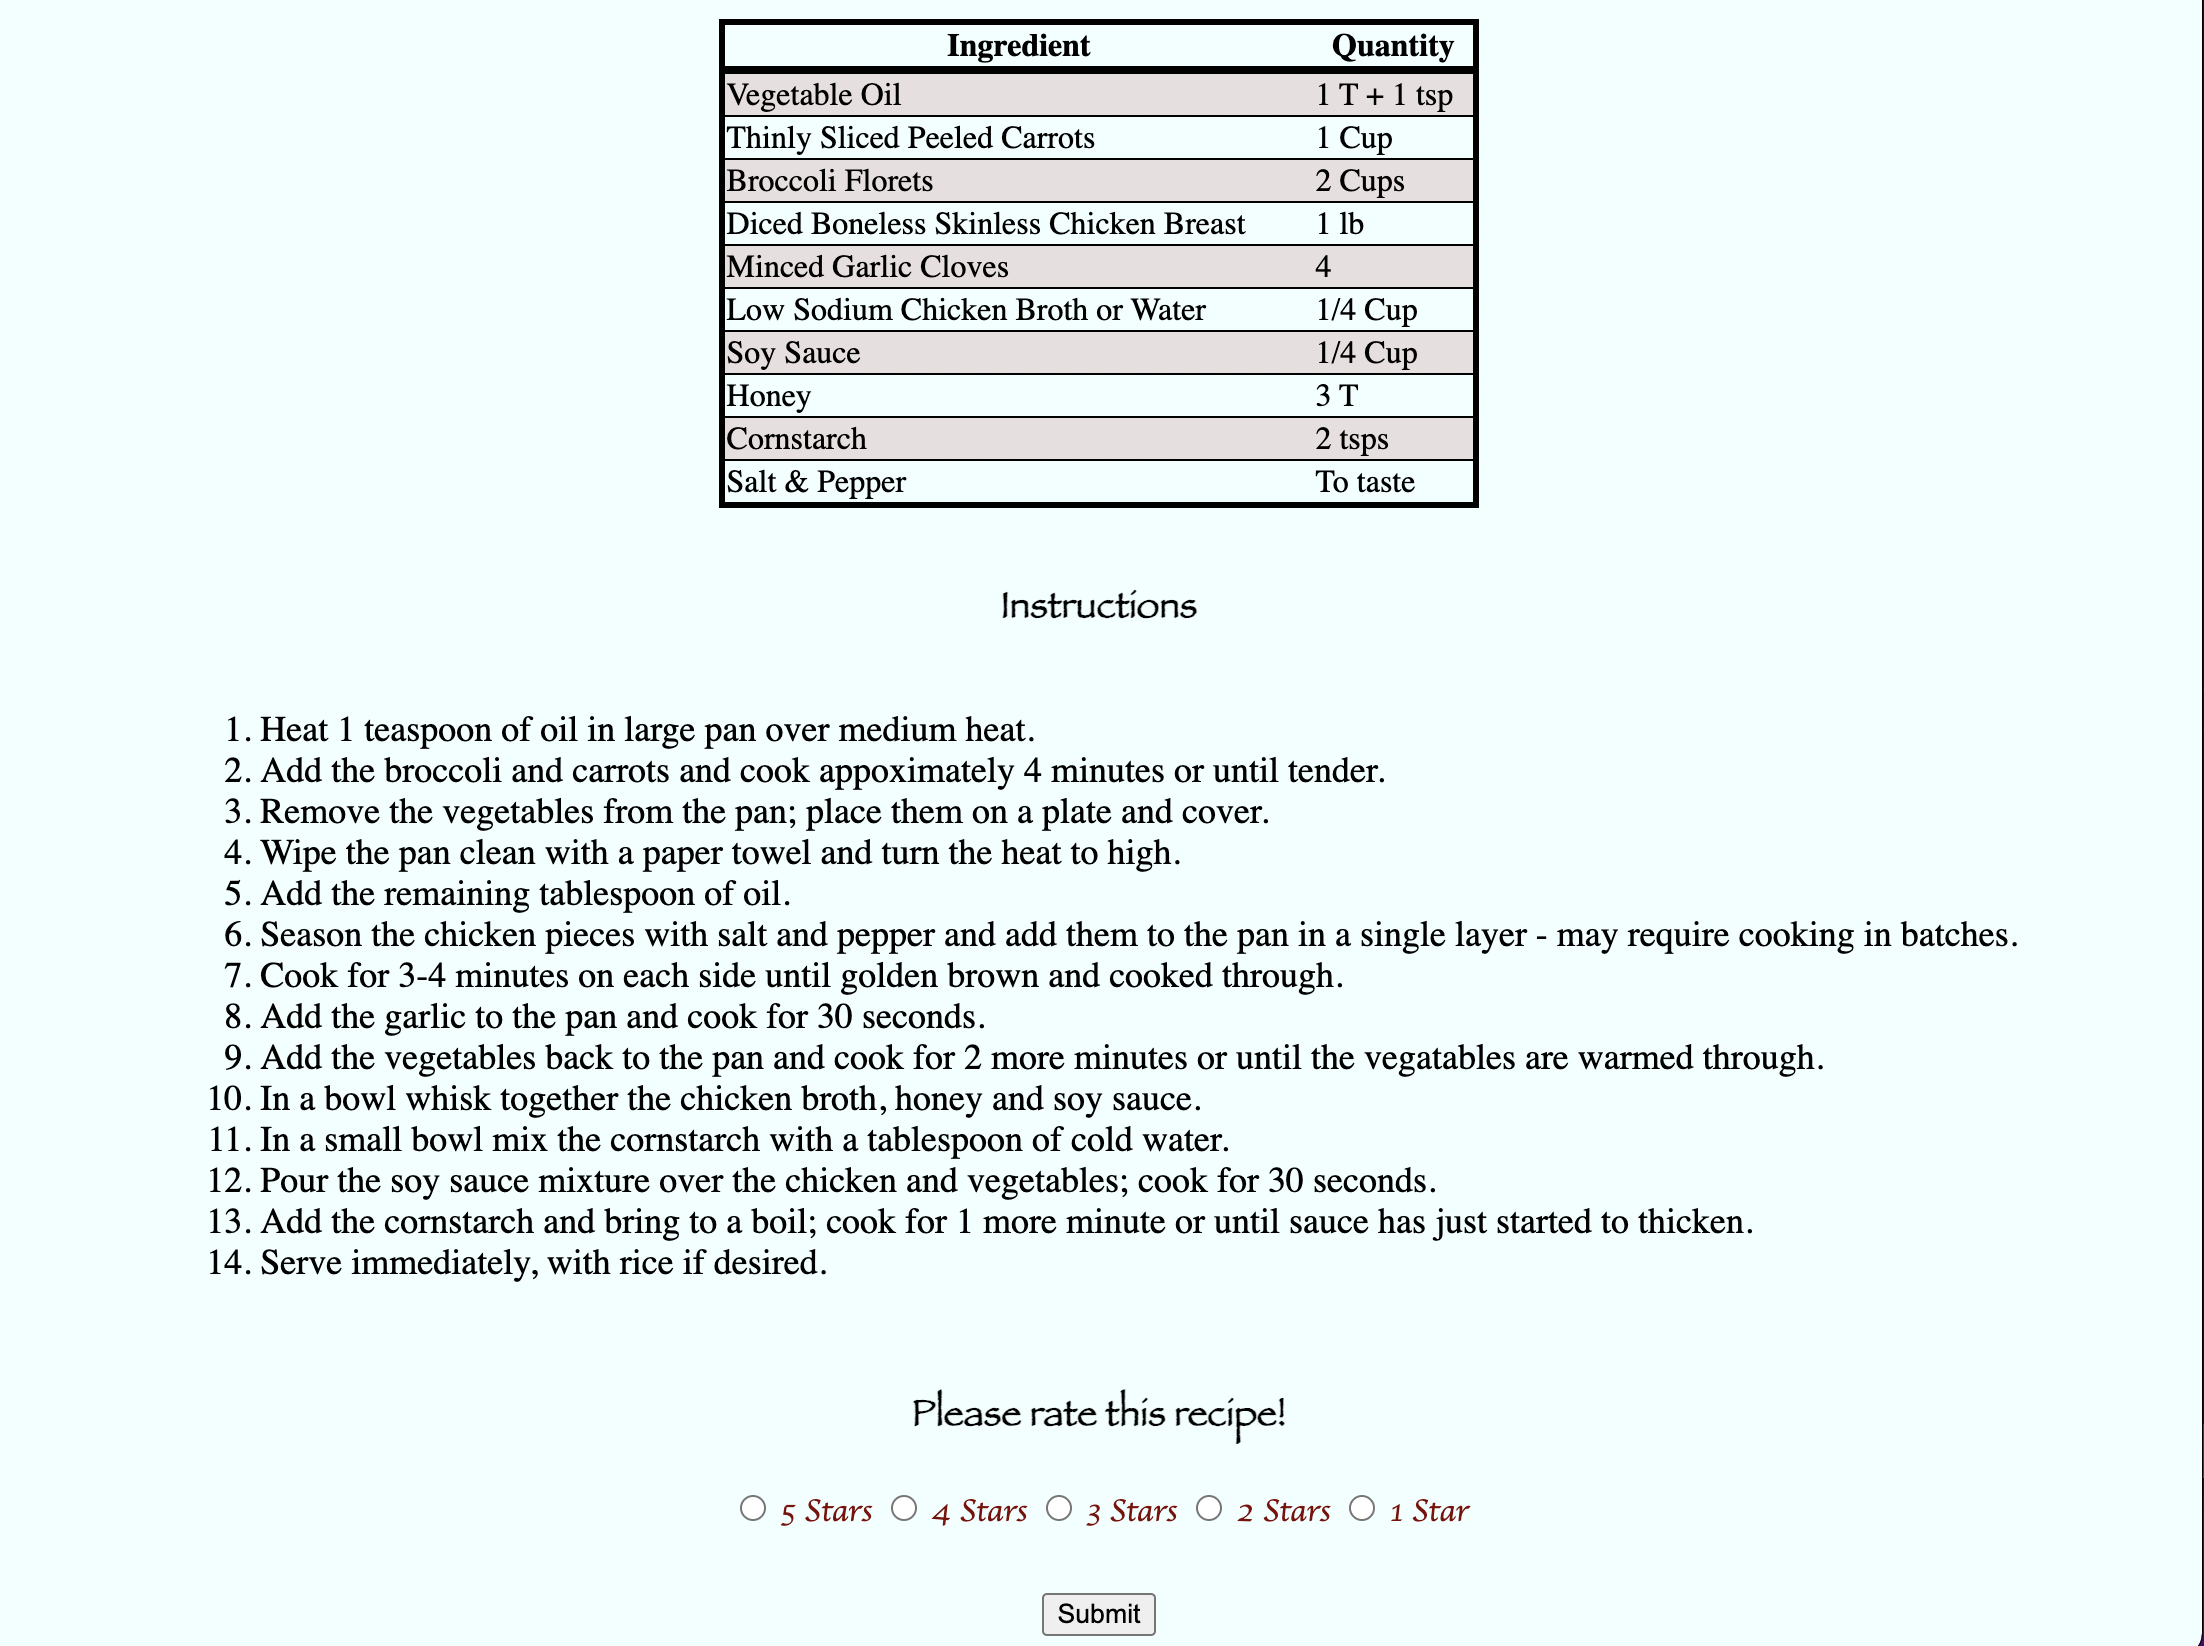 Ingredient Quantity
Vegetable Oil 1 T + 1 tsp
Thinly Sliced Peeled Carrots 1 Cup
Broccoli Florets 2 Cups
Diced Boneless Skinless Chicken Breast 1 lb
Minced Garlic Cloves 4
Low Sodium Chicken Broth or Water 1/4 Cup
Soy Sauce 1/4 Cup
Honey 3 T
Cornstarch 2 tsps
Salt & Pepper To taste
Instructions
1. Heat 1 teaspoon of oil in large pan over medium heat.
2. Add the broccoli and carrots and cook appoximately 4 minutes or until tender.
3. Remove the vegetables from the pan; place them on a plate and cover.
4. Wipe the pan clean with a paper towel and turn the heat to high.
5. Add the remaining tablespoon of oil.
6. Season the chicken pieces with salt and pepper and add them to the pan in a single layer - may require cooking in batches.
7. Cook for 3-4 minutes on each side until golden brown and cooked through.
8. Add the garlic to the pan and cook for 30 seconds.
9. Add the vegetables back to the pan and cook for 2 more minutes or until the vegatables are warmed through.
10. In a bowl whisk together the chicken broth, honey and soy sauce.
11. In a small bowl mix the cornstarch with a tablespoon of cold water.
12. Pour the soy sauce mixture over the chicken and vegetables; cook for 30 seconds.
13. Add the cornstarch and bring to a boil; cook for 1 more minute or until sauce has just started to thicken.
14. Serve immediately, with rice if desired.
Please rate this recipe!
5 Stars 4 Stars 3 Stars 2 Stars 1 Star
Submit